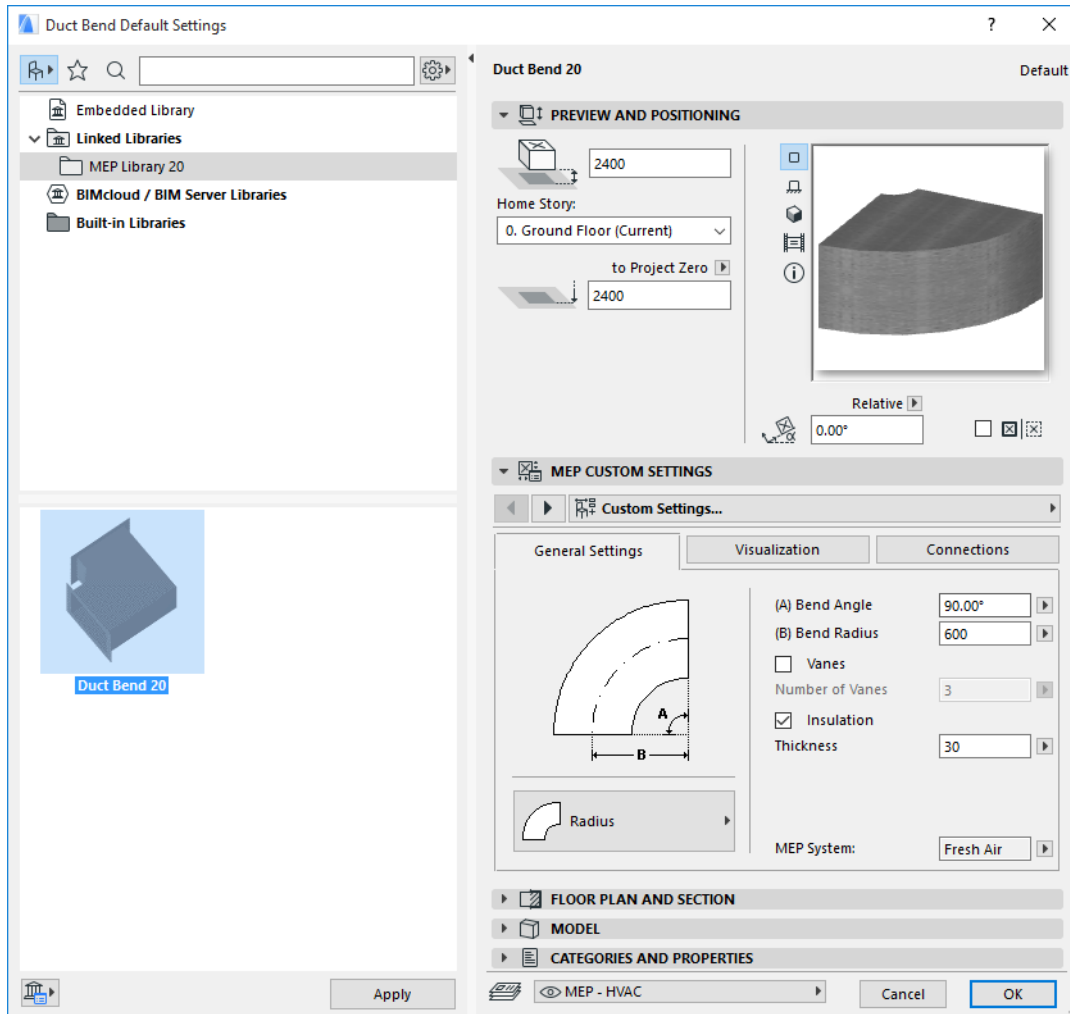 Duct Bend Default Settings
Embedded Library
Linked Libraries
MEP Library 20
BIMcloud / BIM Server Libraries
Built-in Libraries
Duct Bend 20
Apply
Duct Bend 20 Default
PREVIEW AND POSITIONING
2400
Home Story:
0. Ground Floor (Current)
to Project Zero
2400
Relative
α 0.00°
MEP CUSTOM SETTINGS
Custom Settings...
General Settings Visualization Connections
A
B
Radius
(A) Bend Angle 90.00°
(B) Bend Radius 600
Vanes
Number of Vanes 3
Insulation
Thickness 30
MEP System: Fresh Air
FLOOR PLAN AND SECTION
MODEL
CATEGORIES AND PROPERTIES
MEP - HVAC Cancel OK